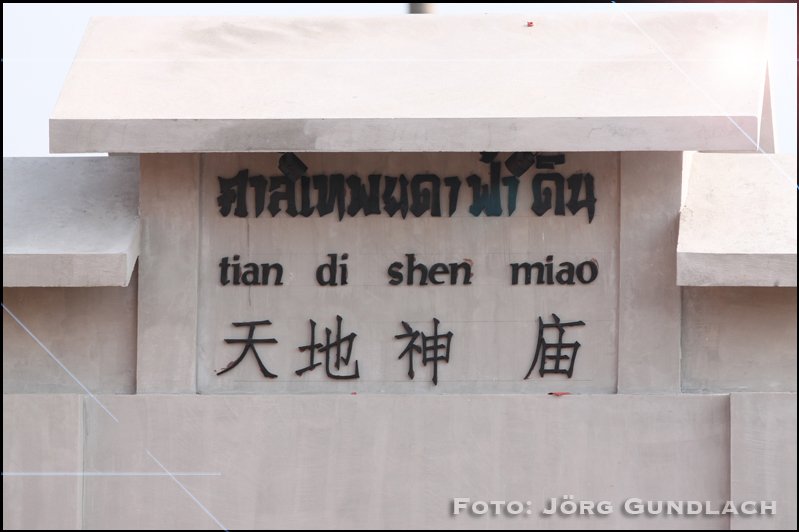 ศาลเทพยดา ฟ้า ดิน
tian di shen miao
天地神 庙
Foto: Jörg Gundlach